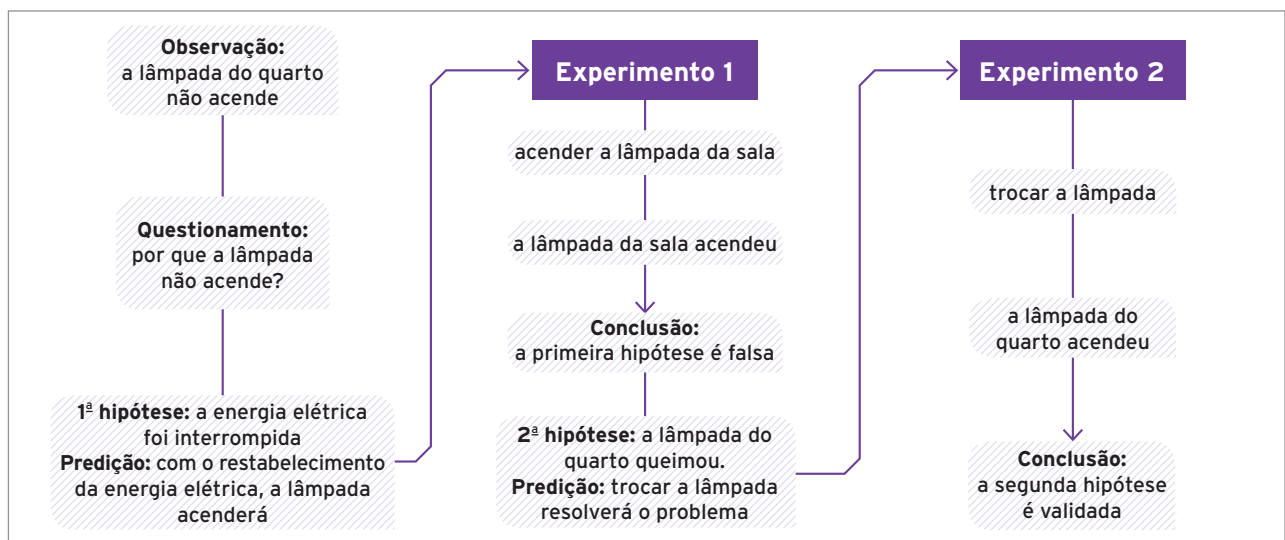 Observação:
a lâmpada do quarto
não acende
Questionamento:
por que a lâmpada
não acende?
1ª hipótese: a energia elétrica
foi interrompida
Predição: com o restabelecimento
da energia elétrica, a lâmpada
acenderá
Experimento 1
acender a lâmpada da sala
a lâmpada da sala acendeu
Conclusão:
a primeira hipótese é falsa
2ª hipótese: a lâmpada do
quarto queimou.
Predição: trocar a lâmpada
resolverá o problema
Experimento 2
trocar a lâmpada
a lâmpada do
quarto acendeu
Conclusão:
a segunda hipótese
é validada